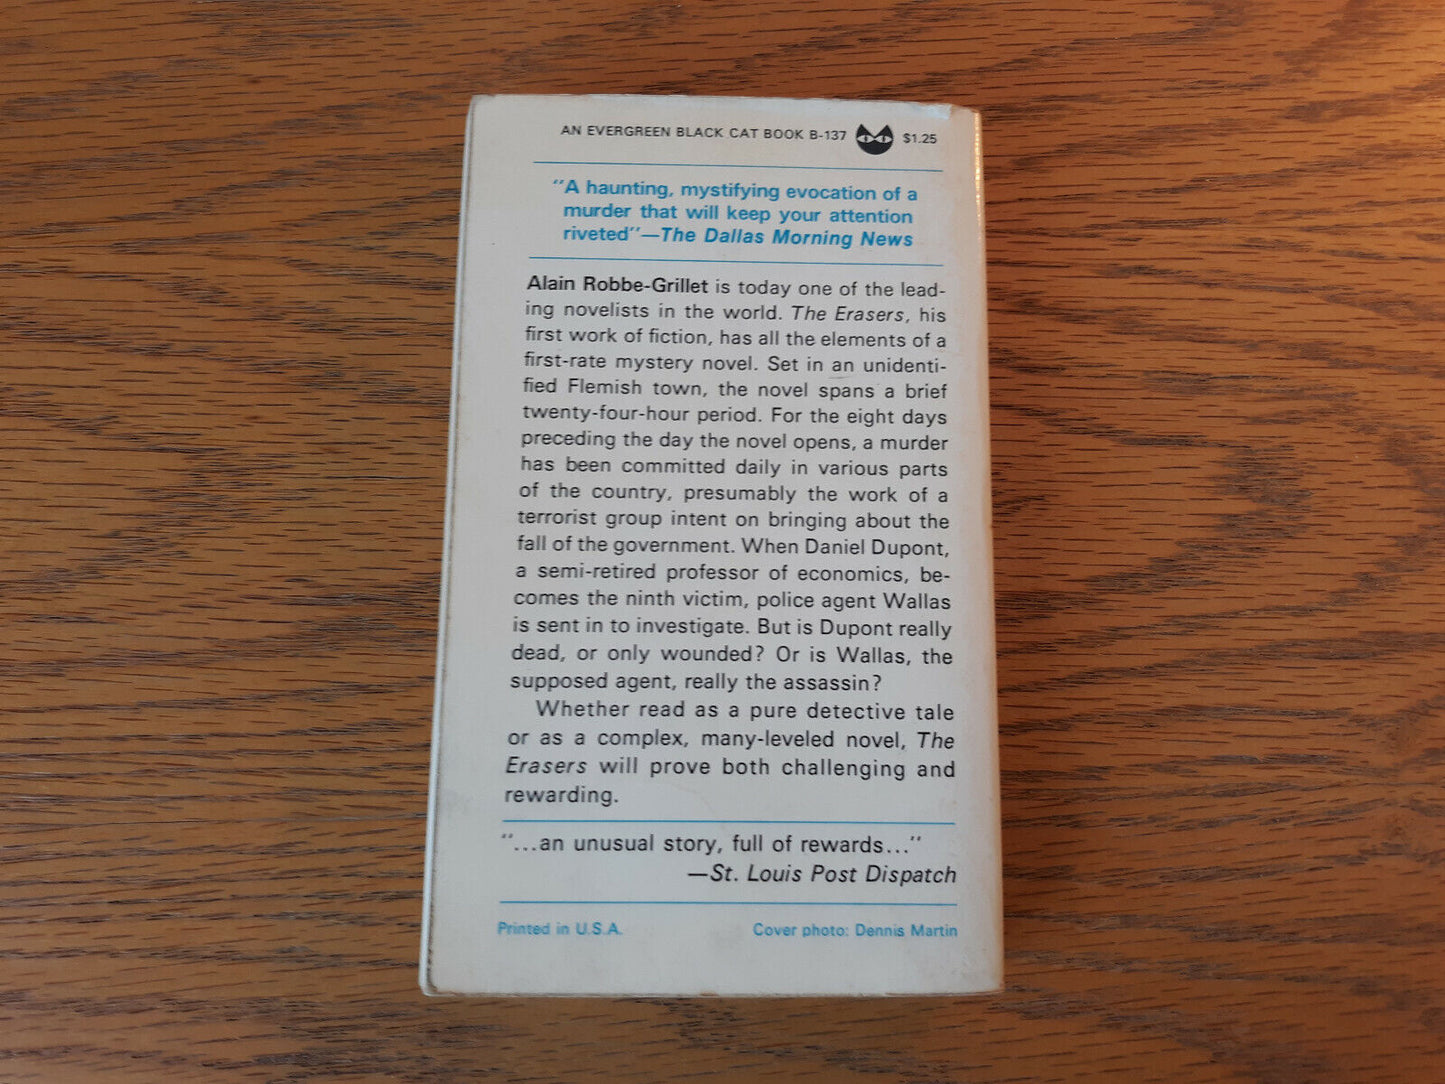 AN EVERGREEN BLACK CAT BOOK B-137 $1.25
"A haunting, mystifying evocation of a
murder that will keep your attention
riveted"—The Dallas Morning News
Alain Robbe-Grillet is today one of the lead-
ing novelists in the world. The Erasers, his
first work of fiction, has all the elements of a
first-rate mystery novel. Set in an unidenti-
fied Flemish town, the novel spans a brief
twenty-four-hour period. For the eight days
preceding the day the novel opens, a murder
has been committed daily in various parts
of the country, presumably the work of a
terrorist group intent on bringing about the
fall of the government. When Daniel Dupont,
a semi-retired professor of economics, be-
comes the ninth victim, police agent Wallas
is sent in to investigate. But is Dupont really
dead, or only wounded? Or is Wallas, the
supposed agent, really the assassin?
Whether read as a pure detective tale
or as a complex, many-leveled novel, The
Erasers will prove both challenging and
rewarding.
"...an unusual story, full of rewards..."
—St. Louis Post Dispatch
Printed in U.S.A. Cover photo: Dennis Martin